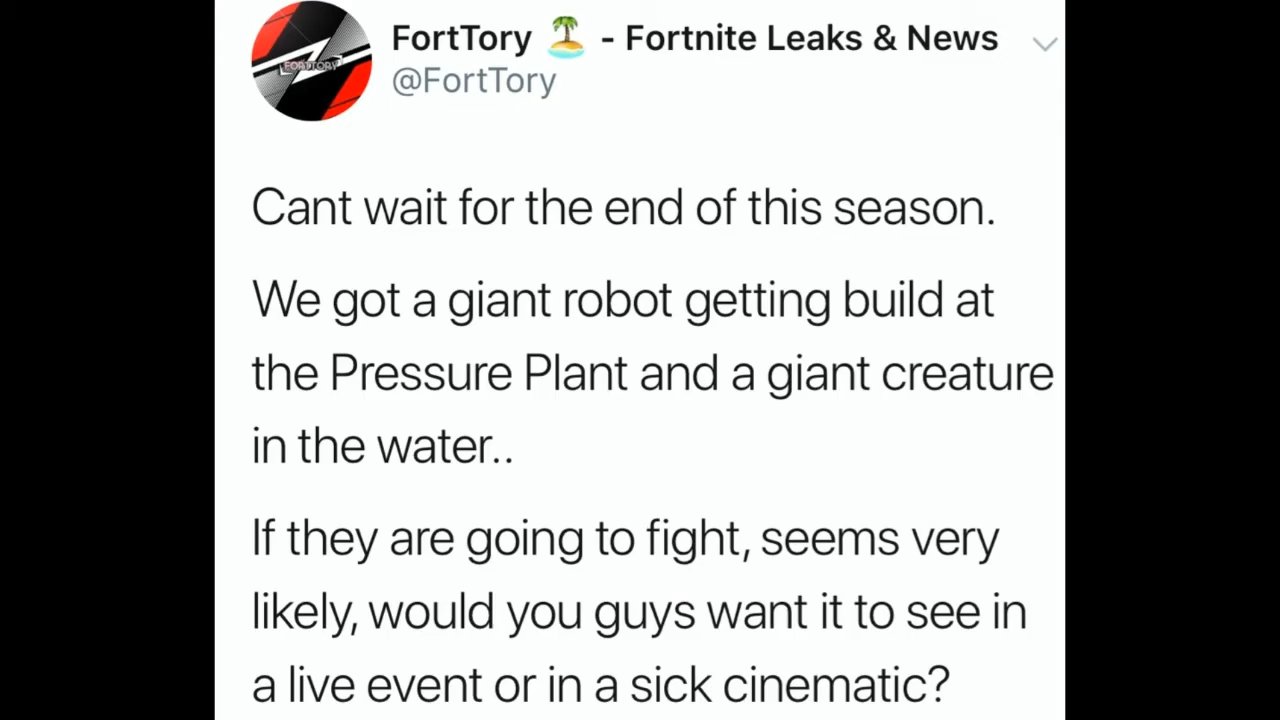 FortTory 🏝️ - Fortnite Leaks & News
@FortTory
FORTTORY
Cant wait for the end of this season.
We got a giant robot getting build at
the Pressure Plant and a giant creature
in the water..
If they are going to fight, seems very
likely, would you guys want it to see in
a live event or in a sick cinematic?